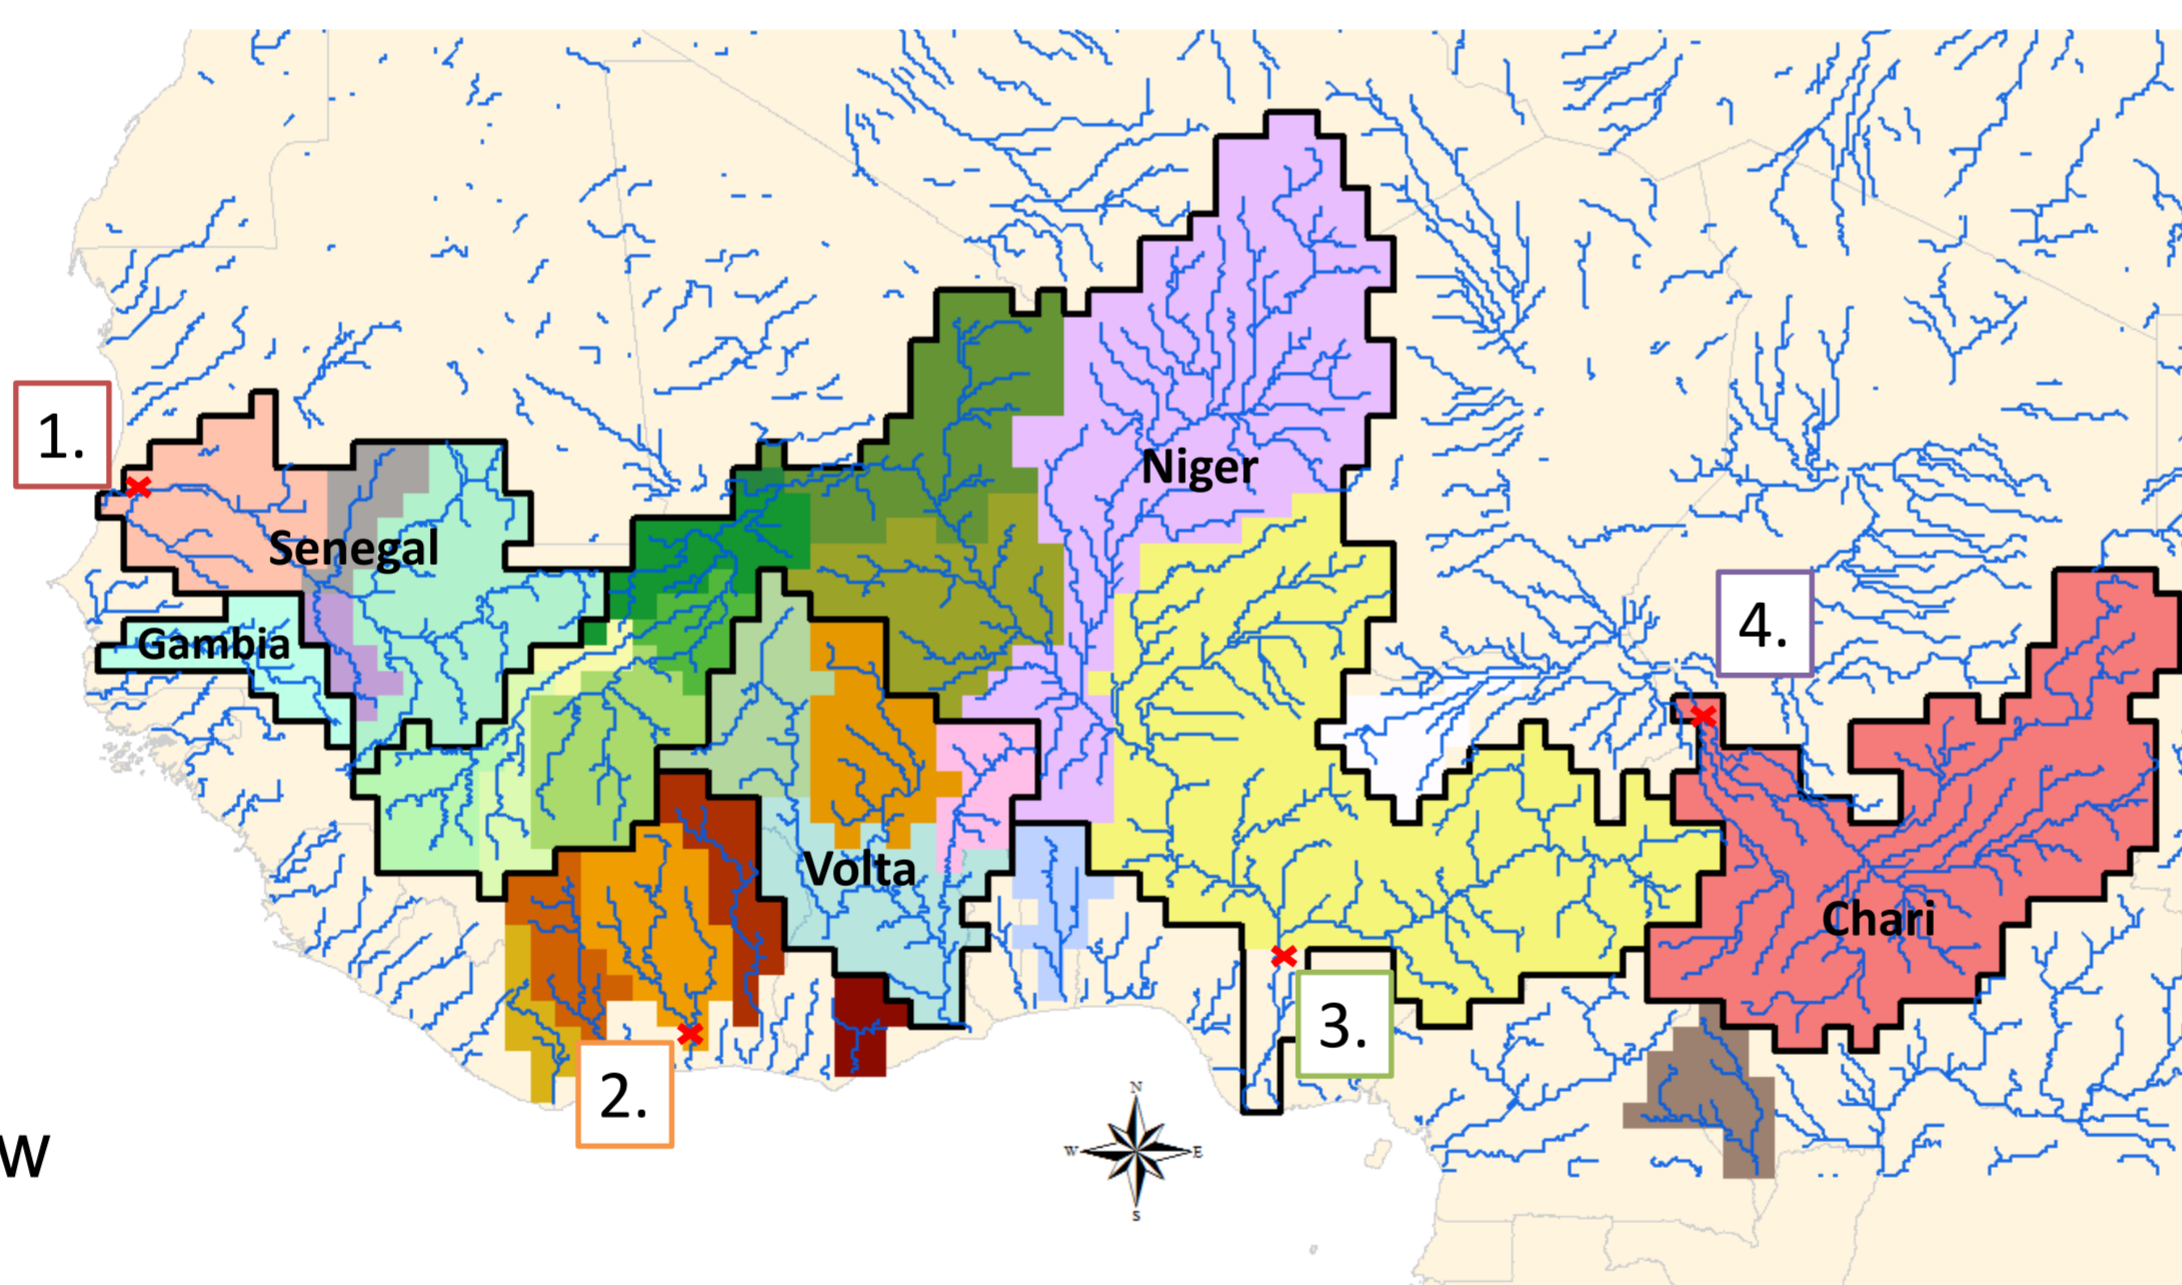 1.
Niger
Senegal
4.
Gambia
Volta
Chari
3.
2.
W
N
W
E
S